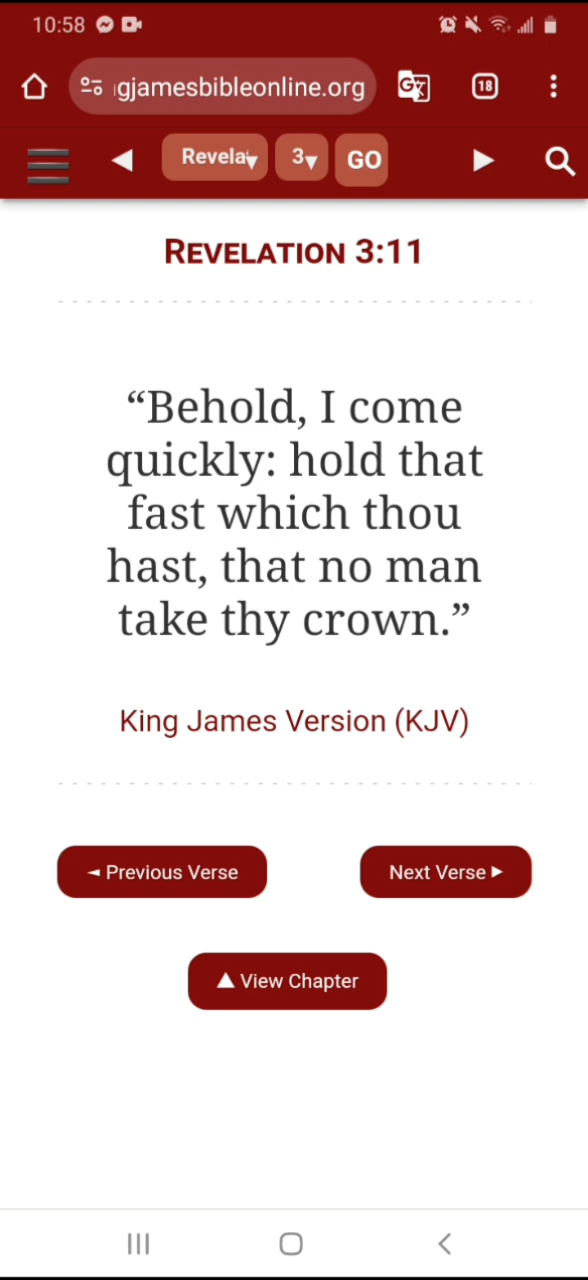 10:58
gjamesbibleonline.org
18
Revela
3
GO
REVELATION 3:11
“Behold, I come
quickly: hold that
fast which thou
hast, that no man
take thy crown.”
King James Version (KJV)
◄ Previous Verse
Next Verse ►
▲ View Chapter